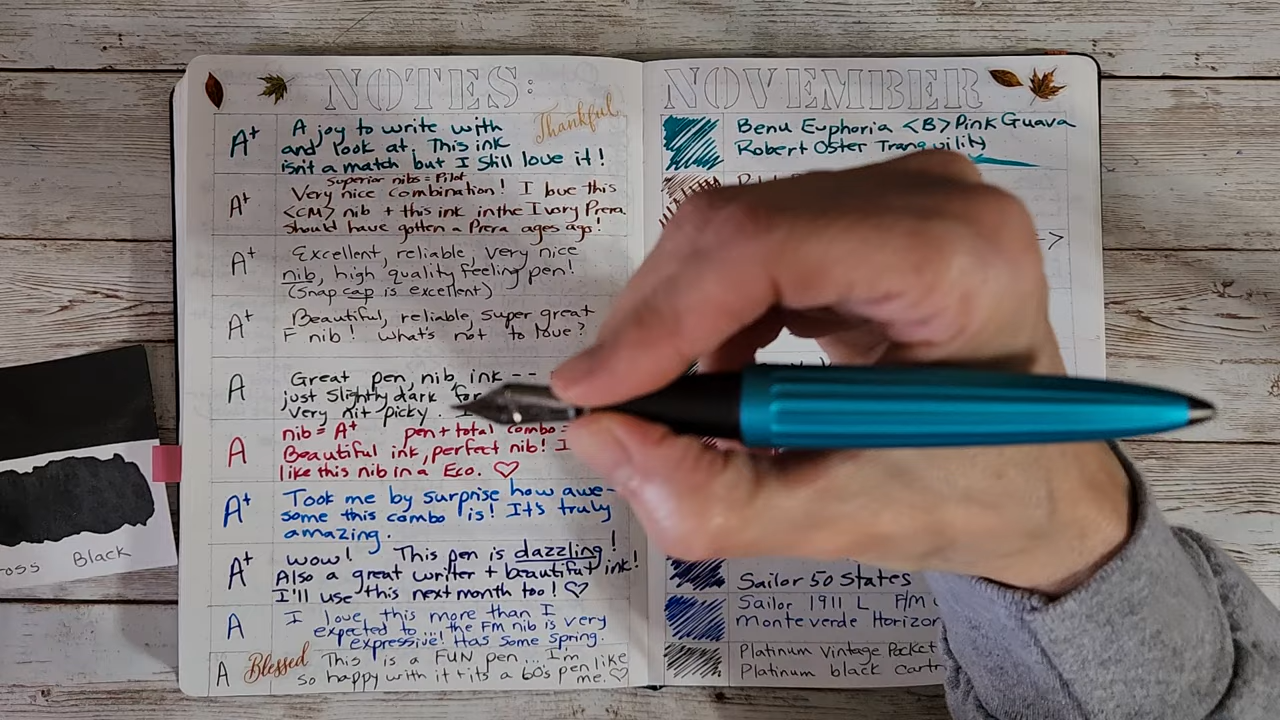 NOTES:
Thankful
A+
A joy to write with
and look at. This ink
isn't a match but I still love it!
superior nibs = Pilot
A+
Very nice combination! I love this
<CM> nib + this ink in the Ivory Prera
should have gotten a Prera ages ago!
A+
Excellent, reliable, very nice
nib, high quality feeling pen!
(Snap cap is excellent)
A+
Beautiful, reliable, super great
F nib! what's not to love?
A
Great pen, nib, ink --
just slightly dark for
very nit picky.
A
nib = A+ pen + total combo =
Beautiful ink, perfect nib! I
like this nib in a Eco. ♡
A+
Took me by surprise how awe-
some this combo is! It's truly
amazing.
A+
wow! This pen is dazzling!
Also a great writer + beautiful ink!
I'll use this next month too! ♡
A
I love this more than I
expected to... the FM nib is very
expressive! Has some spring.
A
Blessed
This is a FUN pen... I'm
so happy with it + it's a 60's pen like
me. ♡
NOVEMBER
Benu Euphoria <B> Pink Guava
Robert Oster Tranquility
Sailor 50 States
Sailor 1911 L F/M
Monteverde Horizon
Platinum Vintage Pocket
Platinum black
Black